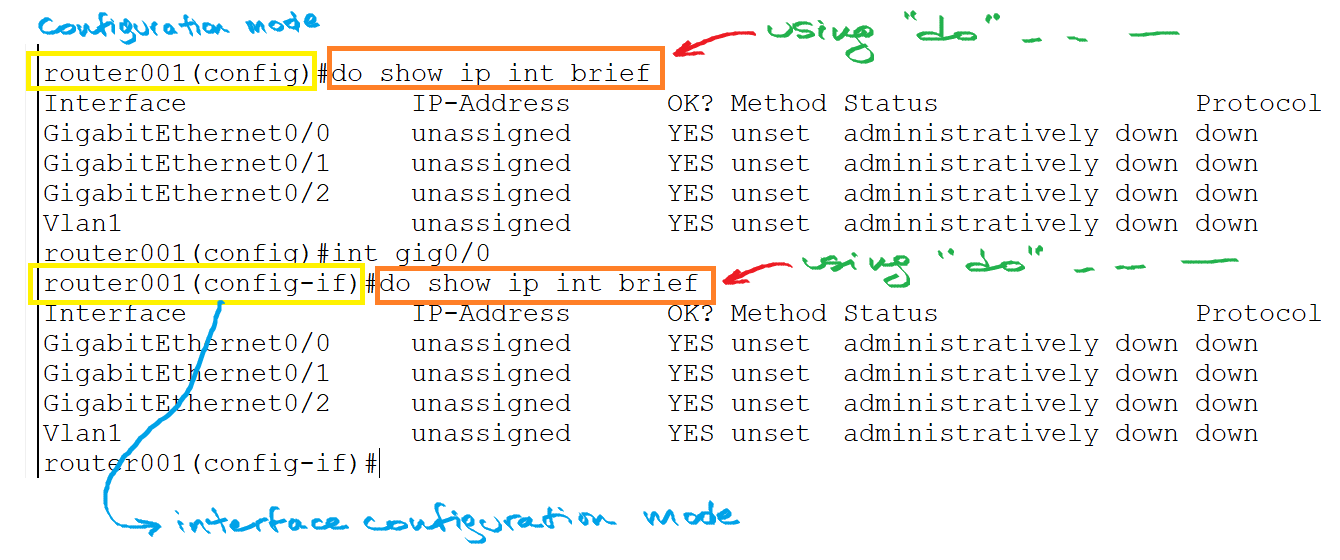 configuration mode
using "do" - - —
router001(config)#do show ip int brief
Interface IP-Address OK? Method Status Protocol
GigabitEthernet0/0 unassigned YES unset administratively down down
GigabitEthernet0/1 unassigned YES unset administratively down down
GigabitEthernet0/2 unassigned YES unset administratively down down
Vlan1 unassigned YES unset administratively down down
router001(config)#int gig0/0
using "do" - - —
router001(config-if)#do show ip int brief
Interface IP-Address OK? Method Status Protocol
GigabitEthernet0/0 unassigned YES unset administratively down down
GigabitEthernet0/1 unassigned YES unset administratively down down
GigabitEthernet0/2 unassigned YES unset administratively down down
Vlan1 unassigned YES unset administratively down down
router001(config-if)#
interface configuration mode